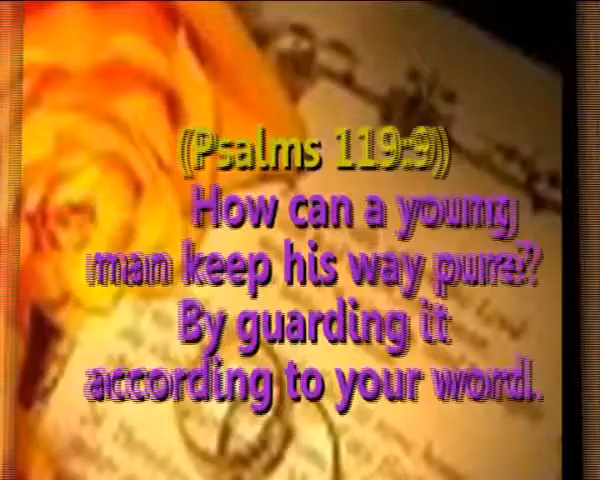 (Psalms 119:9)
How can a young
man keep his way pure?
By guarding it
according to your word.